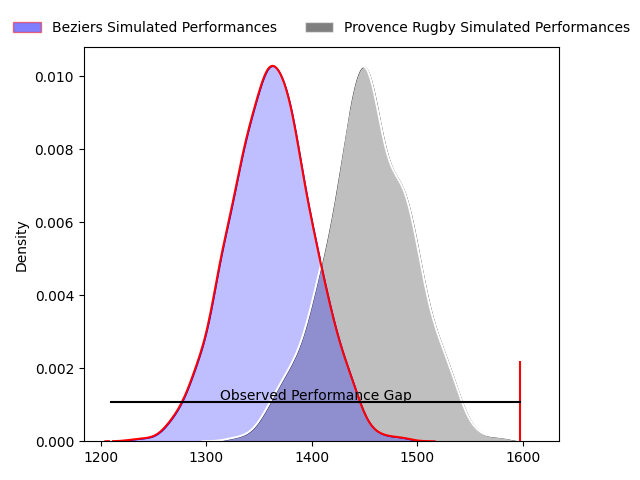 Beziers Simulated Performances
Provence Rugby Simulated Performances
0.010
0.008
0.006
0.004
0.002
0.000
Density
Observed Performance Gap
1200 1300 1400 1500 1600